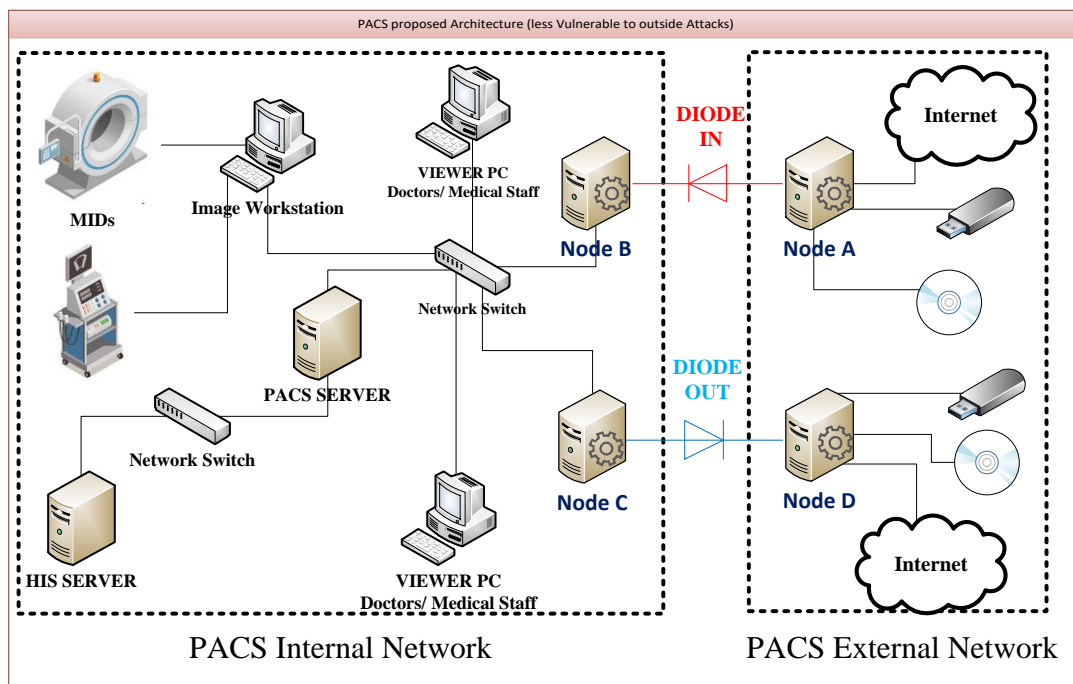 PACS proposed Architecture (less Vulnerable to outside Attacks)
MIDs
Image Workstation
VIEWER PC
Doctors/ Medical Staff
Network Switch
PACS SERVER
Network Switch
HIS SERVER
VIEWER PC
Doctors/ Medical Staff
Node B
Node C
DIODE
IN
DIODE
OUT
Internet
Node A
Node D
Internet
PACS Internal Network
PACS External Network